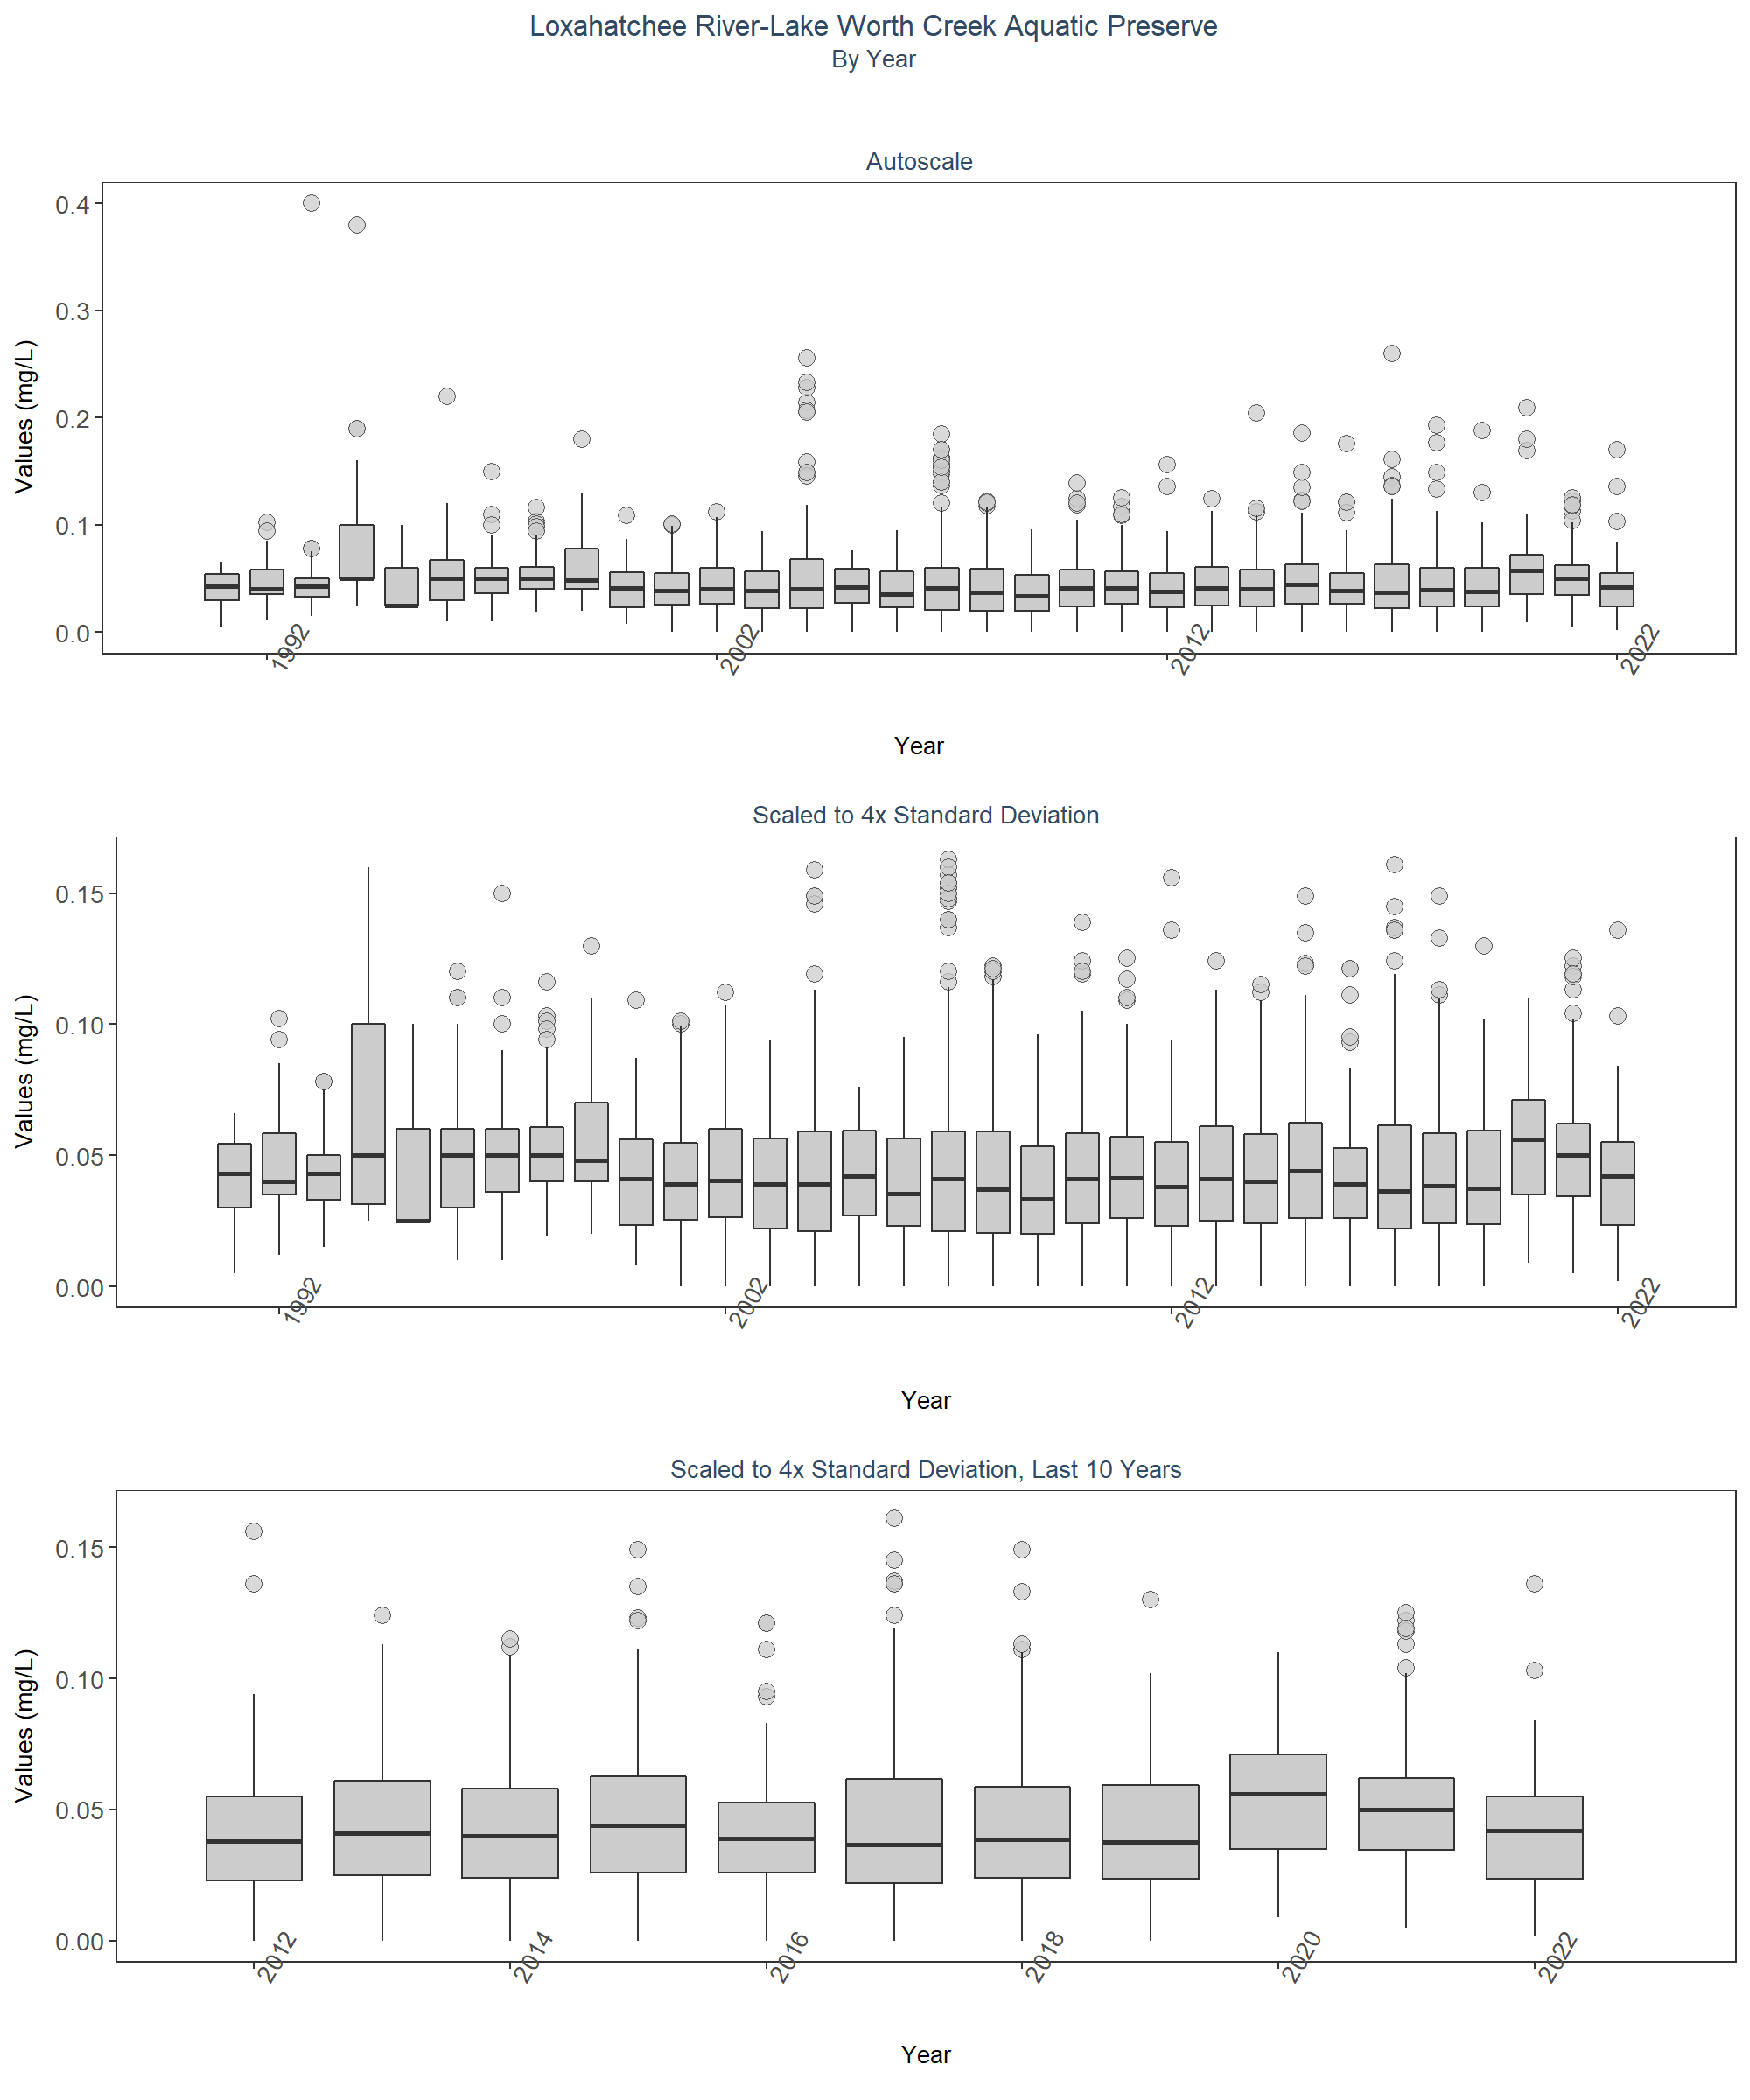 Loxahatchee River-Lake Worth Creek Aquatic Preserve
By Year
Autoscale
Values (mg/L)
0.4
0.3
0.2
0.1
0.0
1992 2002 2012 2022
Year
Scaled to 4x Standard Deviation
Values (mg/L)
0.15
0.10
0.05
0.00
1992 2002 2012 2022
Year
Scaled to 4x Standard Deviation, Last 10 Years
Values (mg/L)
0.15
0.10
0.05
0.00
2012 2014 2016 2018 2020 2022
Year